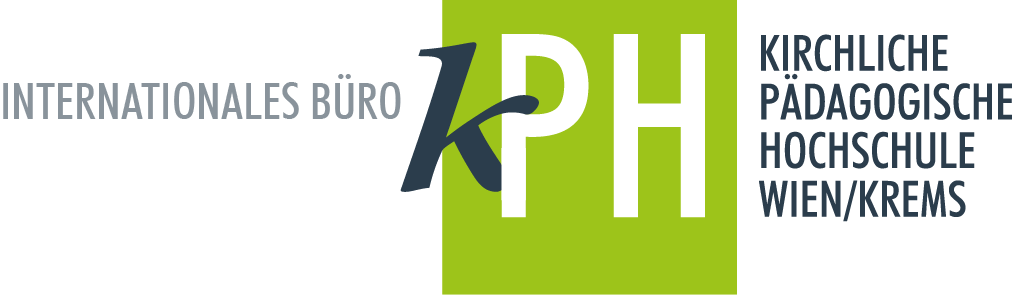 INTERNATIONALES BÜRO
kPH
KIRCHLICHE
PÄDAGOGISCHE
HOCHSCHULE
WIEN/KREMS